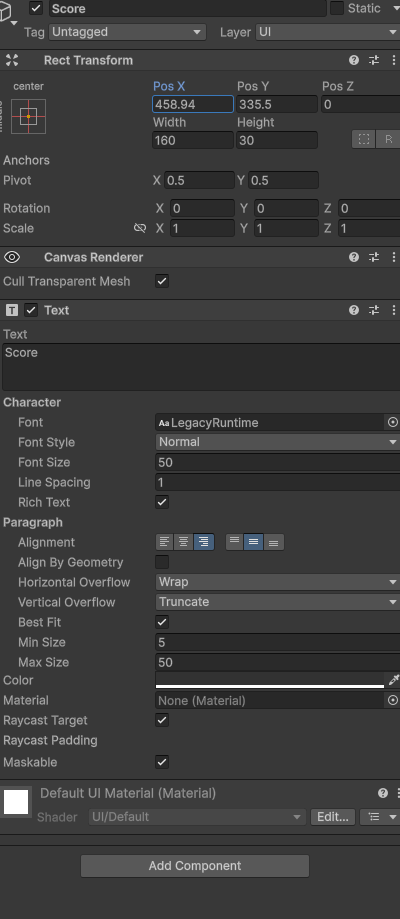 Score Static
Tag Untagged Layer UI
Rect Transform
center
Pos X Pos Y Pos Z
middle 458.94 335.5 0
Width Height
160 30 R
Anchors
Pivot X 0.5 Y 0.5
Rotation X 0 Y 0 Z 0
Scale X 1 Y 1 Z 1
Canvas Renderer
Cull Transparent Mesh
T Text
Text
Score
Character
Font Aa LegacyRuntime
Font Style Normal
Font Size 50
Line Spacing 1
Rich Text
Paragraph
Alignment
Align By Geometry
Horizontal Overflow Wrap
Vertical Overflow Truncate
Best Fit
Min Size 5
Max Size 50
Color
Material None (Material)
Raycast Target
Raycast Padding
Maskable
Default UI Material (Material)
Shader UI/Default Edit...
Add Component